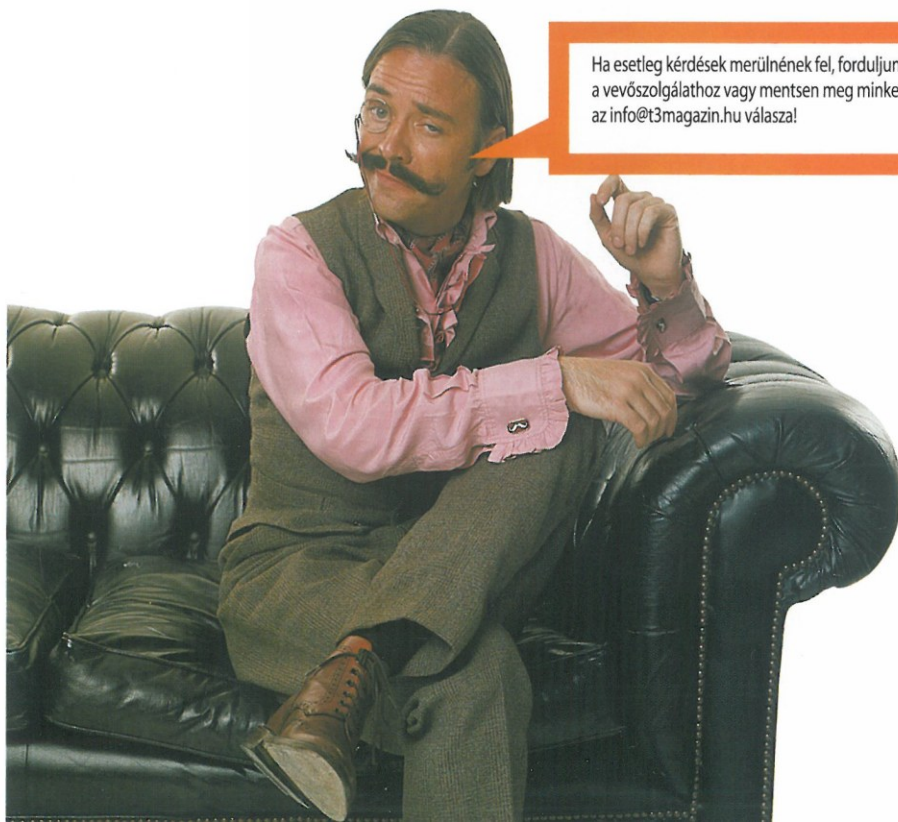 Ha esetleg kérdések merülnének fel, forduljun
a vevőszolgálathoz vagy mentsen meg minke
az info@t3magazin.hu válasza!